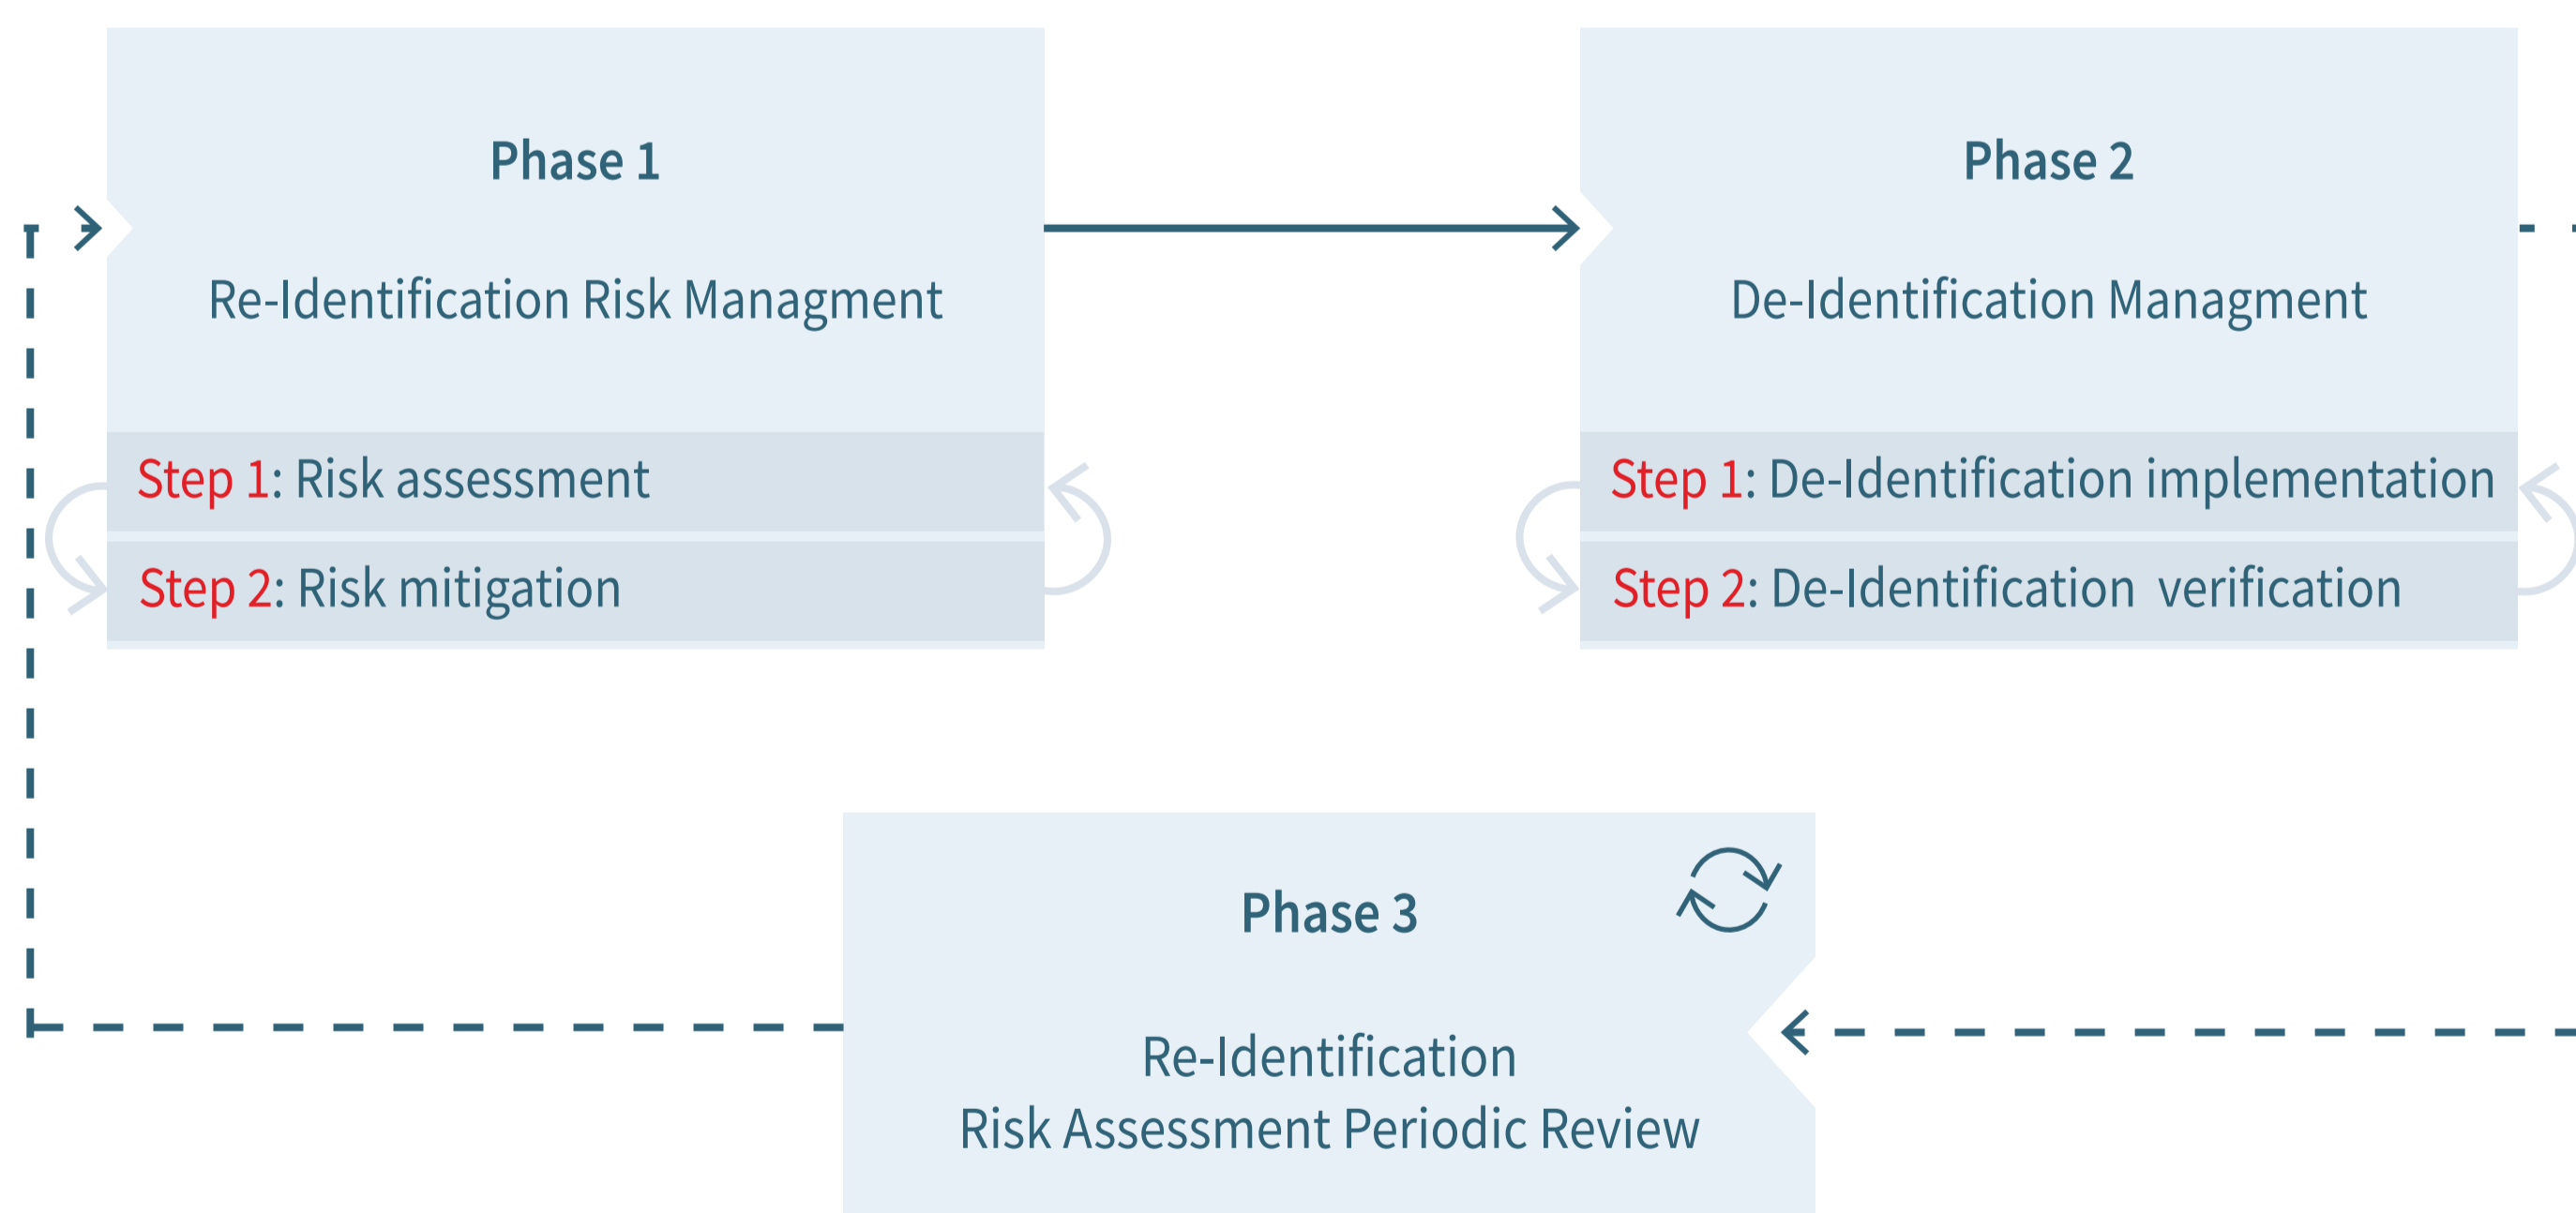 Phase 1
Re-Identification Risk Managment
Step 1: Risk assessment
Step 2: Risk mitigation
Phase 2
De-Identification Managment
Step 1: De-Identification implementation
Step 2: De-Identification verification
Phase 3
Re-Identification
Risk Assessment Periodic Review